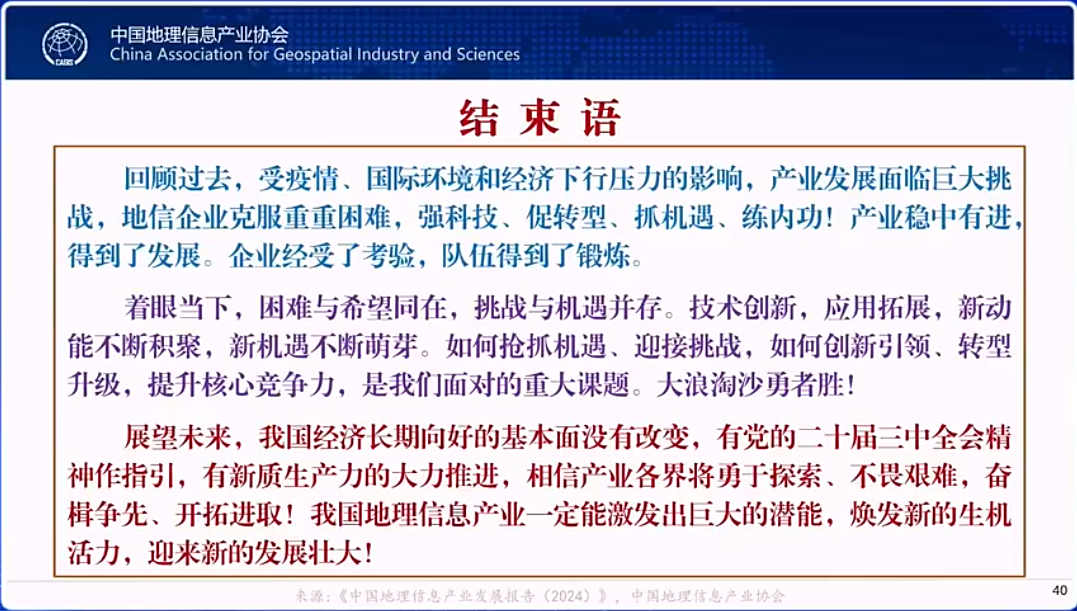 中国地理信息产业协会
China Association for Geospatial Industry and Sciences
CAGIS
结 束 语
回顾过去，受疫情、国际环境和经济下行压力的影响，产业发展面临巨大挑
战，地信企业克服重重困难，强科技、促转型、抓机遇、练内功！产业稳中有进，
得到了发展。企业经受了考验，队伍得到了锻炼。
着眼当下，困难与希望同在，挑战与机遇并存。技术创新，应用拓展，新动
能不断积聚，新机遇不断萌芽。如何抢抓机遇、迎接挑战，如何创新引领、转型
升级，提升核心竞争力，是我们面对的重大课题。大浪淘沙勇者胜！
展望未来，我国经济长期向好的基本面没有改变，有党的二十届三中全会精
神作指引，有新质生产力的大力推进，相信产业各界将勇于探索、不畏艰难，奋
楫争先、开拓进取！我国地理信息产业一定能激发出巨大的潜能，焕发新的生机
活力，迎来新的发展壮大！
来源：《中国地理信息产业发展报告（2024）》，中国地理信息产业协会
40